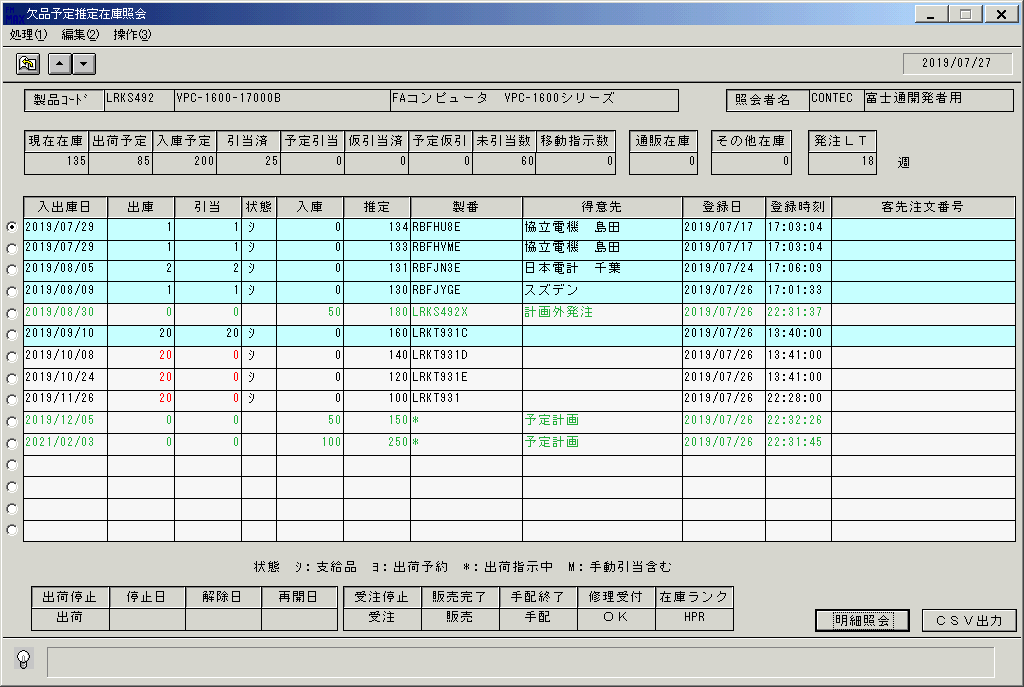 欠品予定推定在庫照会
処理(1) 編集(2) 操作(3)
2019/07/27
製品コード LRKS492 VPC-1600-17000B FAコンピュータ VPC-1600シリーズ 照会者名 CONTEC 富士通開発者用
現在在庫 出荷予定 入庫予定 引当済 予定引当 仮引当済 予定仮引 未引当数 移動指示数 通販在庫 その他在庫 発注LT
135 85 200 25 0 0 0 60 0 0 0 18 週
入出庫日 出庫 引当 状態 入庫 推定 製番 得意先 登録日 登録時刻 客先注文番号
2019/07/29 1 1 シ 0 134 RBFHU8E 協立電機 島田 2019/07/17 17:03:04
2019/07/29 1 1 シ 0 133 RBFHVME 協立電機 島田 2019/07/17 17:03:04
2019/08/05 2 2 シ 0 131 RBFJN3E 日本電計 千葉 2019/07/24 17:06:09
2019/08/09 1 1 シ 0 130 RBFJYGE スズデン 2019/07/26 17:01:33
2019/08/30 0 0 50 180 LRKS492X 計画外発注 2019/07/26 22:31:37
2019/09/10 20 20 シ 0 160 LRKT931C 2019/07/26 13:40:00
2019/10/08 20 0 シ 0 140 LRKT931D 2019/07/26 13:41:00
2019/10/24 20 0 シ 0 120 LRKT931E 2019/07/26 13:41:00
2019/11/26 20 0 シ 0 100 LRKT931 2019/07/26 22:28:00
2019/12/05 0 0 50 150 * 予定計画 2019/07/26 22:32:26
2021/02/03 0 0 100 250 * 予定計画 2019/07/26 22:31:45
状態 シ:支給品 ヨ:出荷予約 *:出荷指示中 M:手動引当含む
出荷停止 停止日 解除日 再開日 受注停止 販売完了 手配終了 修理受付 在庫ランク
出荷 受注 販売 手配 OK HPR
明細照会 CSV出力